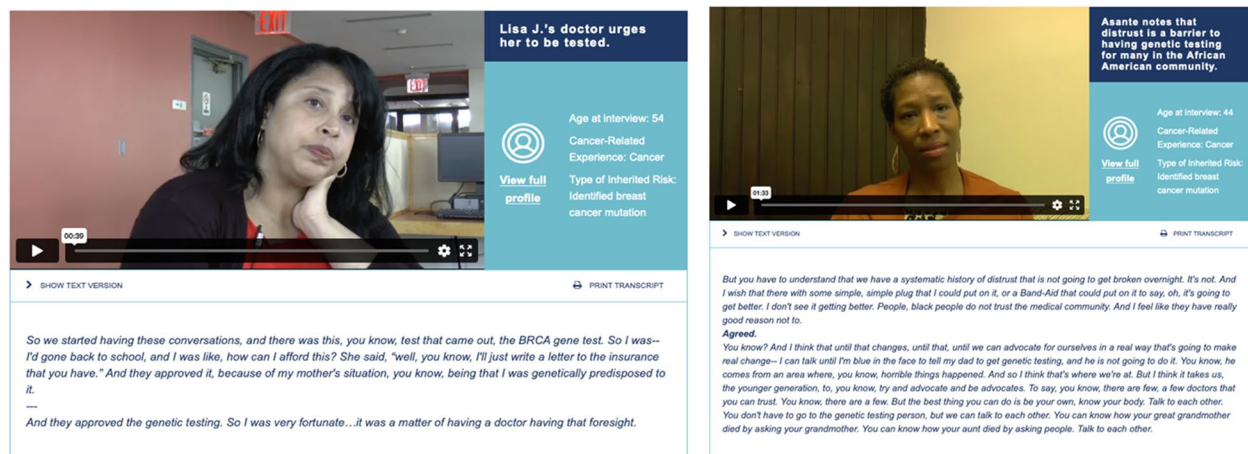 EXIT
EXIT
Lisa J.'s doctor urges
her to be tested.
Age at interview: 54
Cancer-Related
Experience: Cancer
View full
profile
Type of Inherited Risk:
Identified breast
cancer mutation
00:39
SHOW TEXT VERSION
PRINT TRANSCRIPT
So we started having these conversations, and there was this, you know, test that came out, the BRCA gene test. So I was--
I'd gone back to school, and I was like, how can I afford this? She said, “well, you know, I'll just write a letter to the insurance
that you have.” And they approved it, because of my mother's situation, you know, being that I was genetically predisposed to
it.
---
And they approved the genetic testing. So I was very fortunate…it was a matter of having a doctor having that foresight.
Asante notes that
distrust is a barrier to
having genetic testing
for many in the African
American community.
Age at interview: 44
Cancer-Related
Experience: Cancer
View full
profile
Type of Inherited Risk:
Identified breast
cancer mutation
01:33
SHOW TEXT VERSION
PRINT TRANSCRIPT
But you have to understand that we have a systematic history of distrust that is not going to get broken overnight. It's not. And
I wish that there with some simple, simple plug that I could put on it, or a Band-Aid that could put on it to say, oh, it's going to
get better. I don't see it getting better. People, black people do not trust the medical community. And I feel like they have really
good reason not to.
Agreed.
You know? And I think that until that changes, until that, until we can advocate for ourselves in a real way that's going to make
real change-- I can talk until I'm blue in the face to tell my dad to get genetic testing, and he is not going to do it. You know, he
comes from an area where, you know, horrible things happened. And so I think that's where we're at. But I think it takes us,
the younger generation, to, you know, try and advocate and be advocates. To say, you know, there are few, a few doctors that
you can trust. You know, there are a few. But the best thing you can do is be your own, know your body. Talk to each other.
You don't have to go to the genetic testing person, but we can talk to each other. You can know how your great grandmother
died by asking your grandmother. You can know how your aunt died by asking people. Talk to each other.